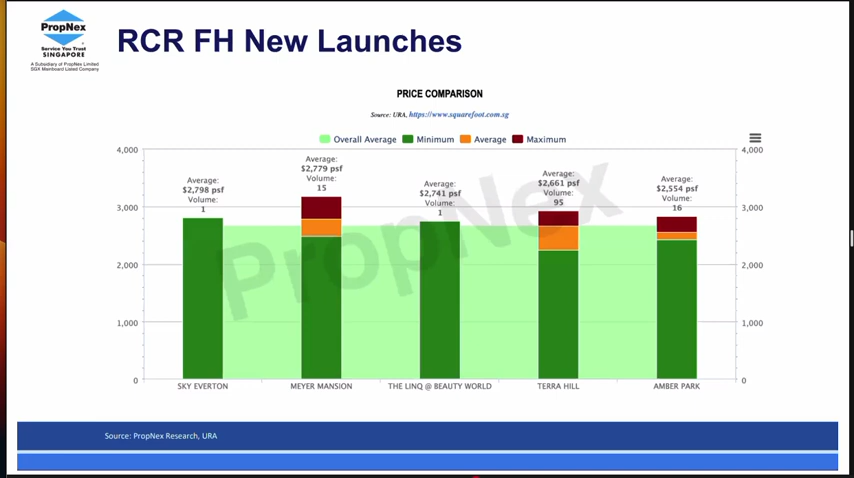 PropNex
Service You Trust
SINGAPORE
A Subsidiary of PropNex Limited
SGX Mainboard Listed Company
RCR FH New Launches
PRICE COMPARISON
Source: URA, https://www.squarefoot.com.sg
Overall Average Minimum Average Maximum
4,000
3,000
2,000
1,000
0
Average:
$2,798 psf
Volume:
1
Average:
$2,779 psf
Volume:
15
Average:
$2,741 psf
Volume:
1
Average:
$2,661 psf
Volume:
95
Average:
$2,554 psf
Volume:
16
4,000
3,000
2,000
1,000
0
PropNex
SKY EVERTON MEYER MANSION THE LINQ @ BEAUTY WORLD TERRA HILL AMBER PARK
Source: PropNex Research, URA